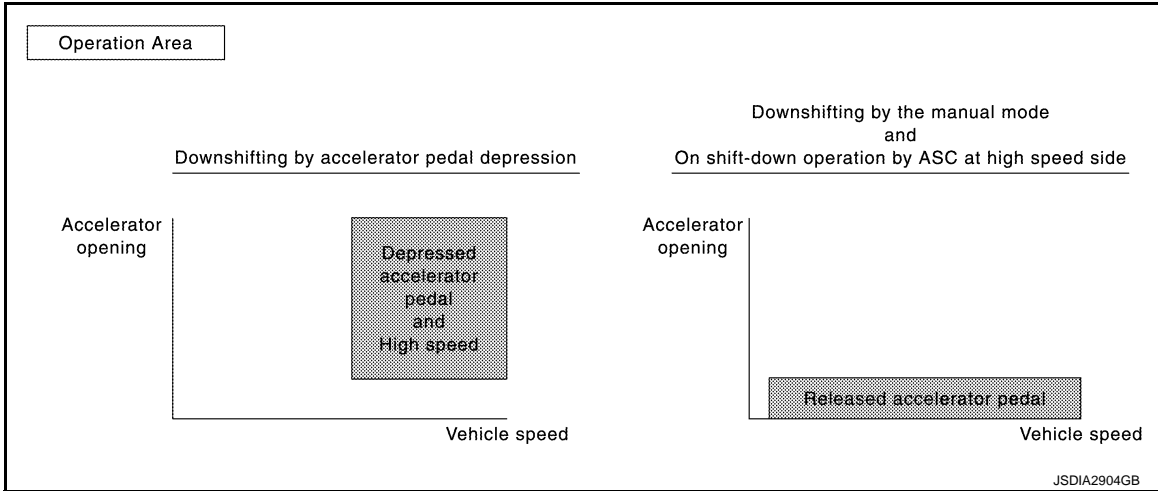 Operation Area
Downshifting by accelerator pedal depression
Accelerator
opening
Depressed
accelerator
pedal
and
High speed
Vehicle speed
Downshifting by the manual mode
and
On shift-down operation by ASC at high speed side
Accelerator
opening
Released accelerator pedal
Vehicle speed
JSDIA2904GB